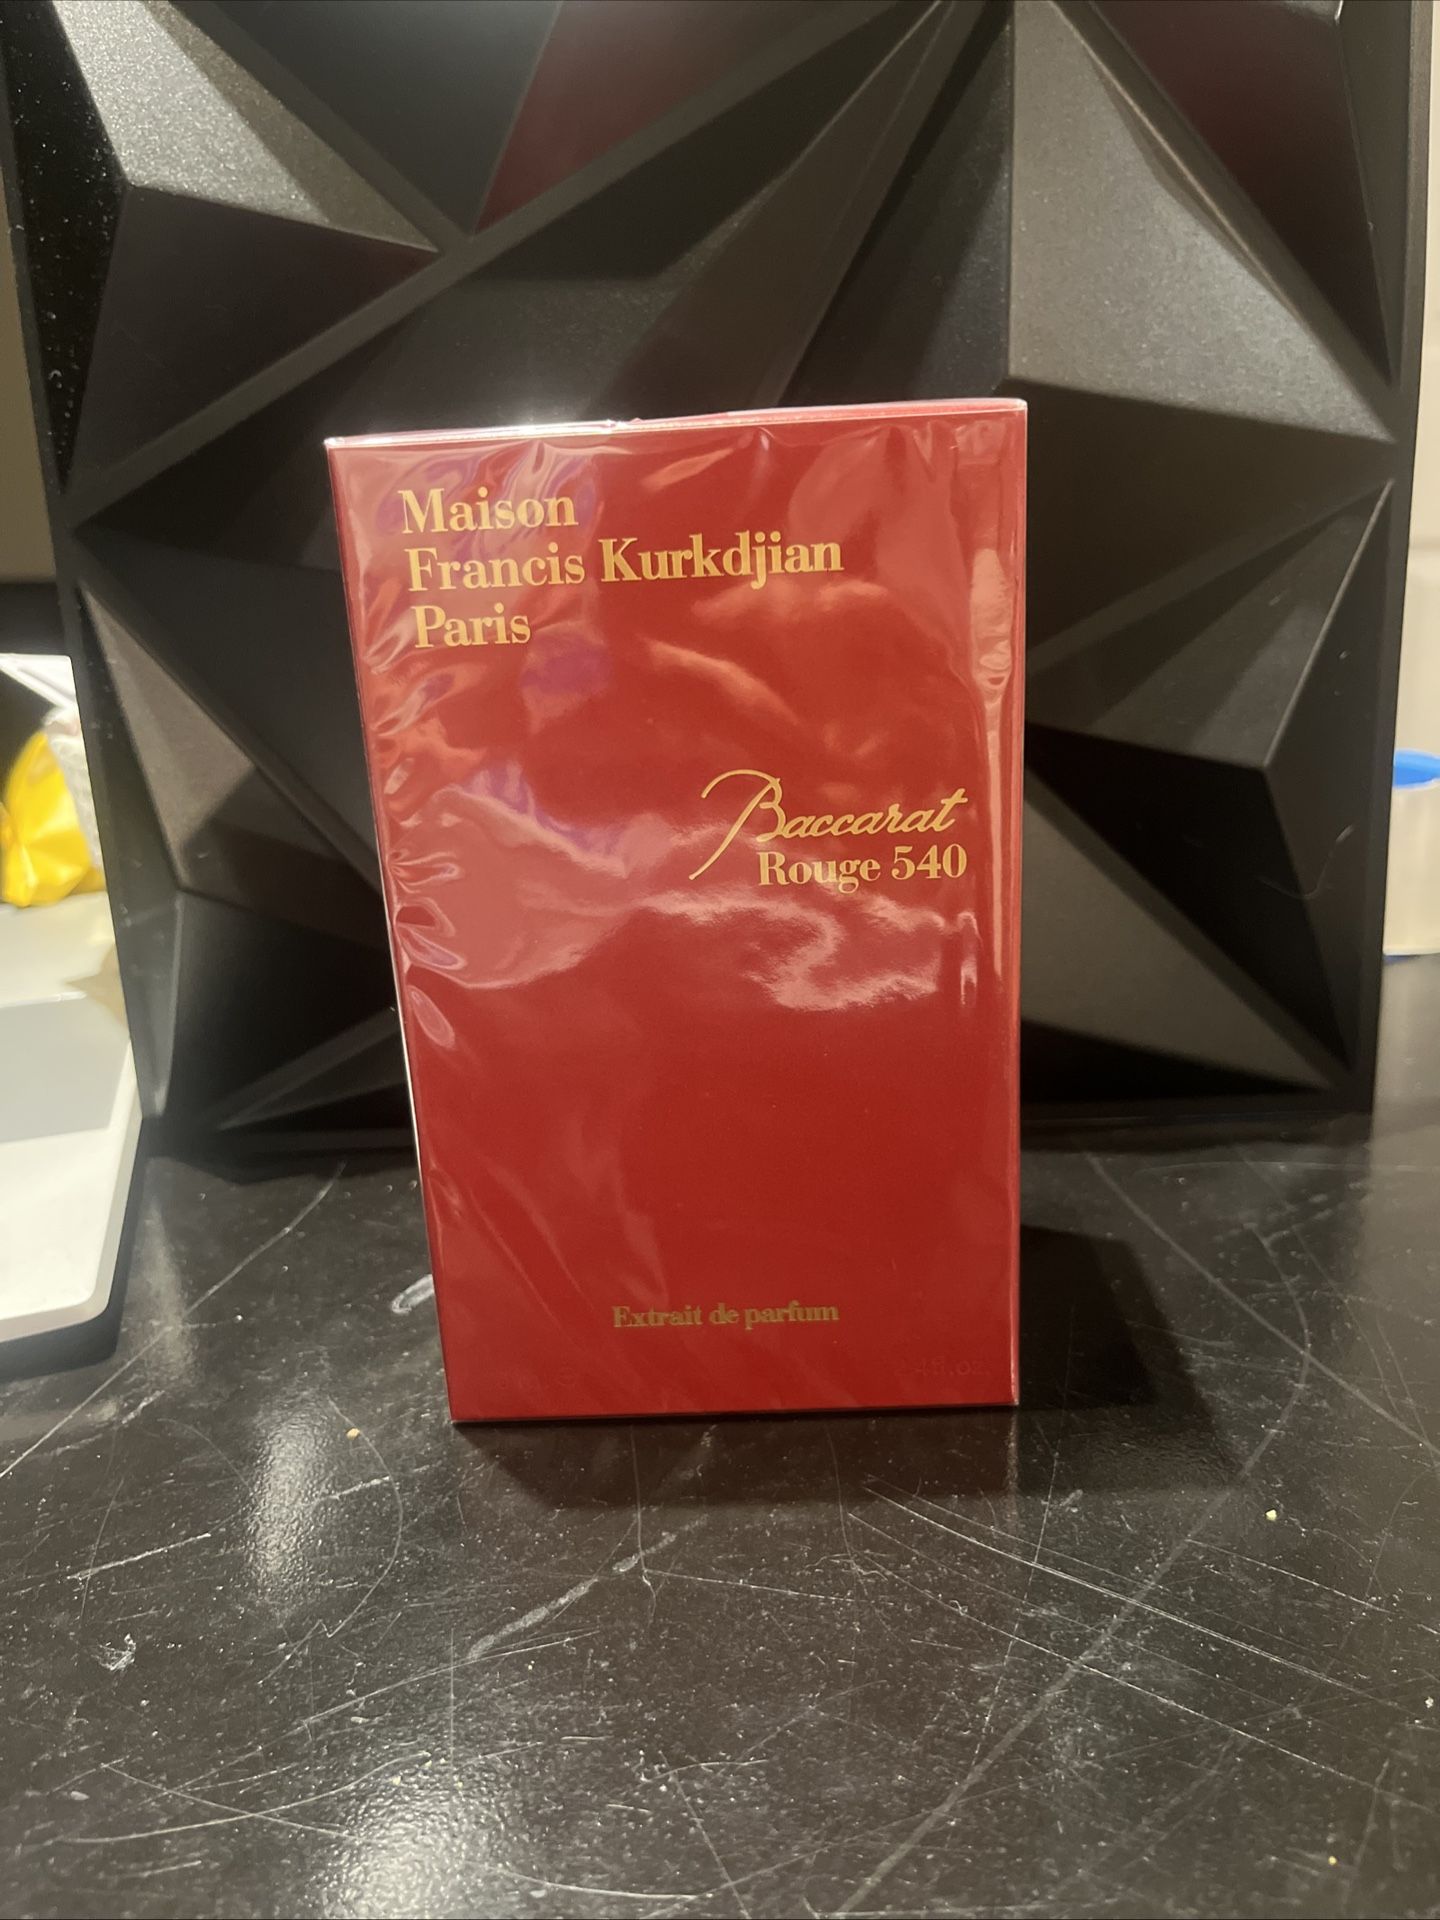 Maison
Francis Kurkdjian
Paris
Baccarat
Rouge 540
Extrait de parfum